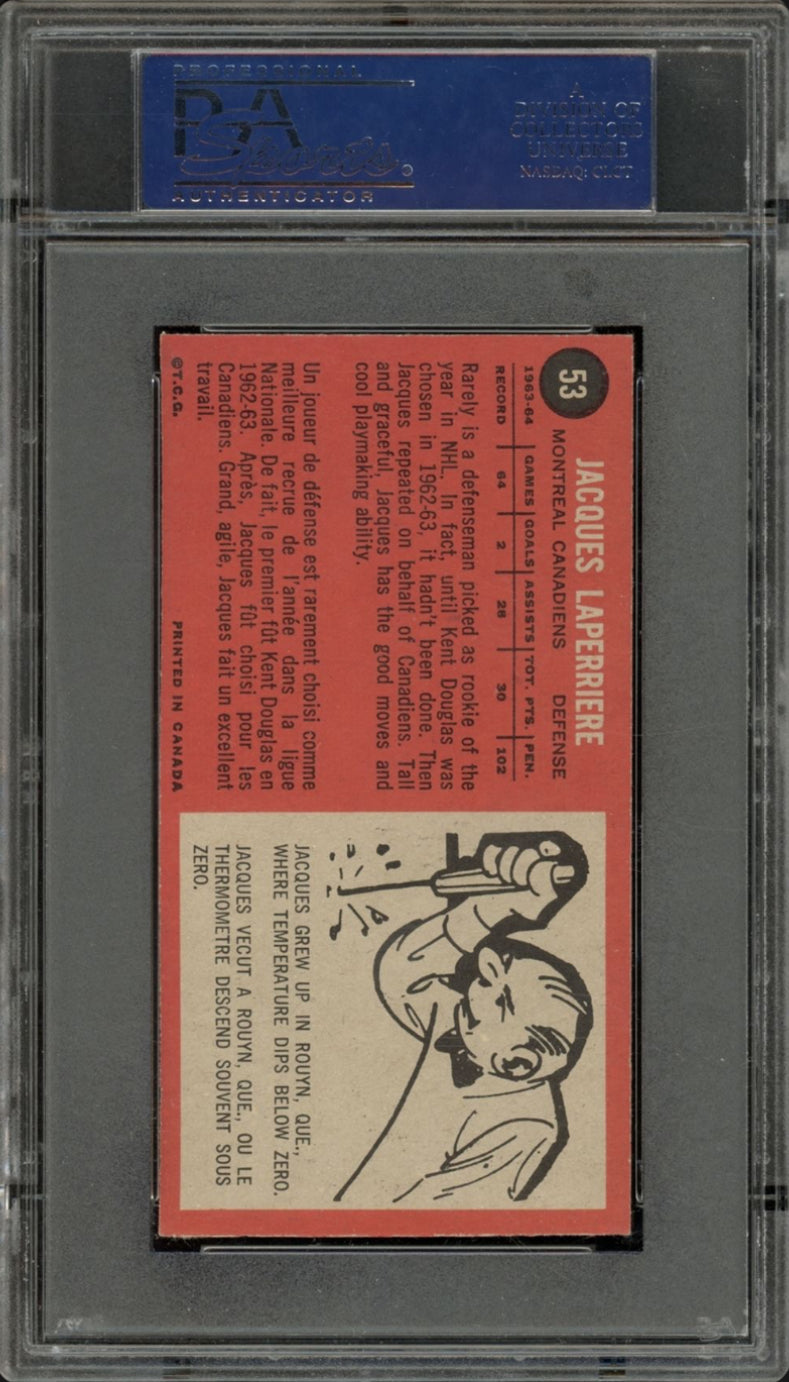 PROFESSIONAL
PSA
Sports
AUTHENTICATOR
A
DIVISION OF
COLLECTORS
UNIVERSE
NASDAQ: CLCT
53
JACQUES LAPERRIERE
MONTREAL CANADIENS DEFENSE
1963-64 GAMES GOALS ASSISTS TOT. PTS. PEN.
RECORD 64 2 28 30 102
Rarely is a defenseman picked as rookie of the
year in NHL. In fact, until Kent Douglas was
chosen in 1962-63, it hadn't been done. Then
Jacques repeated on behalf of Canadiens. Tall
and graceful, Jacques has the good moves and
cool playmaking ability.
Un joueur de défense est rarement choisi comme
meilleure recrue de l'année dans la ligue
Nationale. De fait, le premier fût Kent Douglas en
1962-63. Après, Jacques fût choisi pour les
Canadiens. Grand, agile, Jacques fait un excellent
travail.
©T.C.G. PRINTED IN CANADA
JACQUES GREW UP IN ROUYN, QUE.,
WHERE TEMPERATURE DIPS BELOW ZERO.
JACQUES VECUT A ROUYN, QUE., OU LE
THERMOMETRE DESCEND SOUVENT SOUS
ZERO.